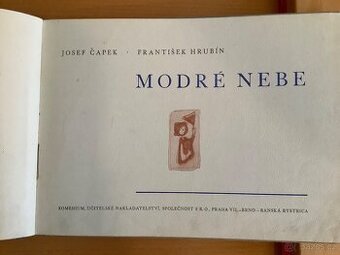 JOSEF ČAPEK · FRANTIŠEK HRUBÍN
MODRÉ NEBE
KOMENIUM, UČITELSKÉ NAKLADATELSTVÍ, SPOLEČNOST S R. O., PRAHA VII.–BRNO–BANSKÁ BYSTRICA